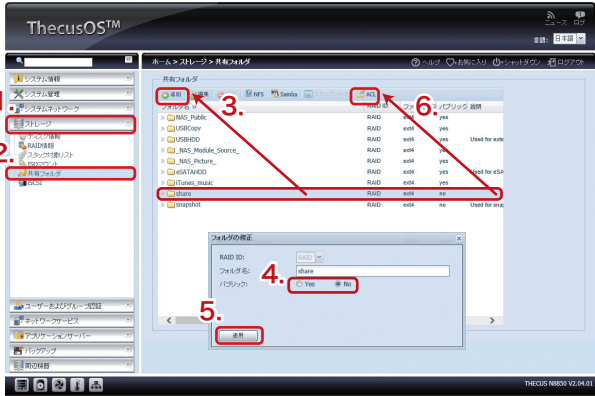 ThecusOS™
ニュース ログ
言語: 日本語
ホーム > ストレージ > 共有フォルダ
ヘルプ お気に入り シャットダウン ログアウト
システム情報
システム管理
システムネットワーク
1.
ストレージ
ディスク情報
RAID情報
2.
ISOマウント
共有フォルダ
iSCSI
ユーザーおよびグループ認証
ネットワークサービス
アプリケーションサーバー
バックアップ
周辺機器
共有フォルダ
追加 編集 NFS Samba ACL
3.
6.
フォルダ名 RAID ID パブリック 説明
NAS_Public RAID ext4 yes
USBCopy RAID ext4 yes
USBHDD RAID ext4 yes Used for exte
_NAS_Module_Source_ RAID ext4 yes
_NAS_Picture_ RAID ext4 yes
eSATAHDD RAID ext4 yes Used for eSA
iTunes_music RAID ext4 yes
share RAID ext4 no
snapshot RAID ext4 no Used for snap
フォルダの修正
RAID ID: RAID
フォルダ名: share
4.
パブリック: Yes No
5.
適用
THECUS N8850 V2.04.01